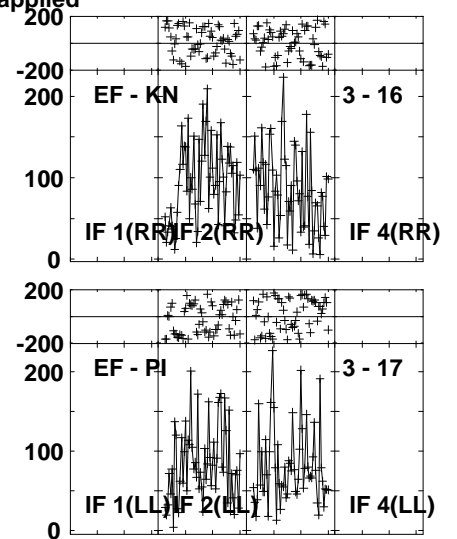 applied
200
-200
200 EF - KN 3 - 16
100
IF 1(RR) IF 2(RR) IF 4(RR)
0
200
-200
200 EF - PI 3 - 17
100
IF 1(LL) IF 2(LL) IF 4(LL)
0